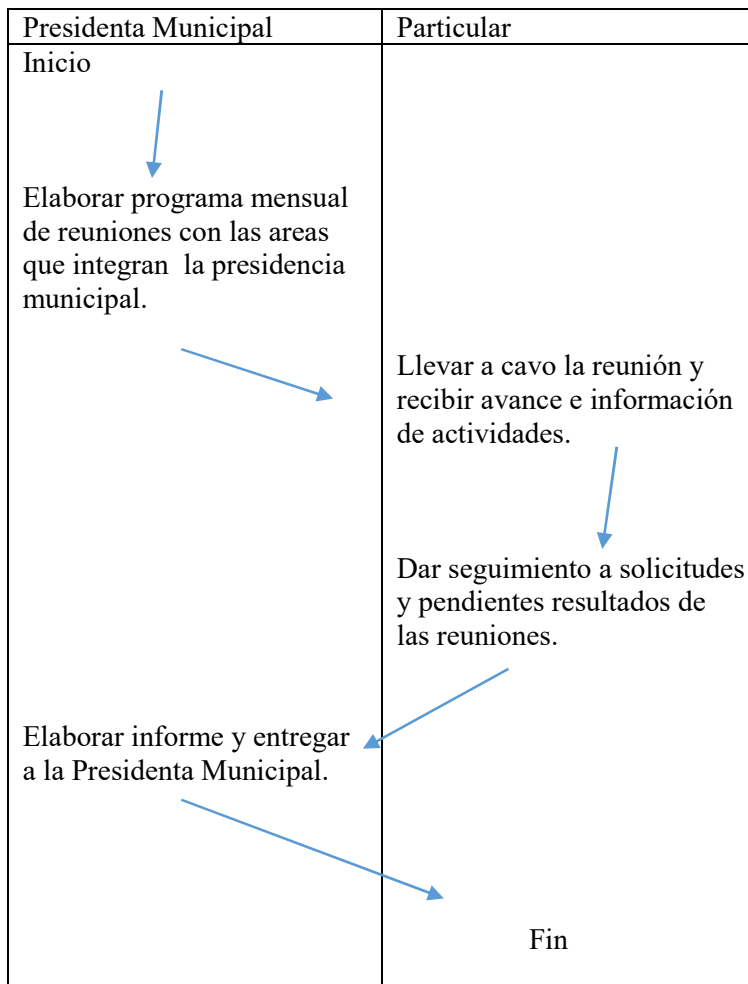 Presidenta Municipal
Particular
Inicio
Elaborar programa mensual
de reuniones con las areas
que integran  la presidencia
municipal.
Llevar a cavo la reunión y
recibir avance e información
de actividades.
Dar seguimiento a solicitudes
y pendientes resultados de
las reuniones.
Elaborar informe y entregar
a la Presidenta Municipal.
Fin